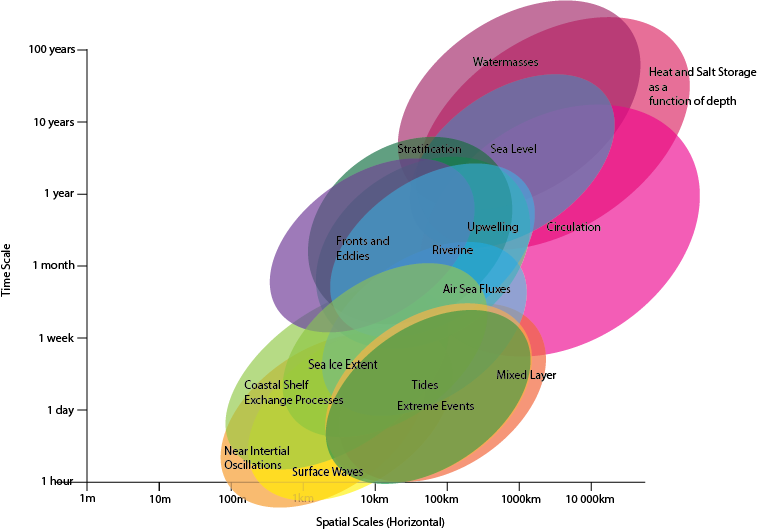 100 years
Watermasses
Heat and Salt Storage
as a
function of depth
10 years
Stratification
Sea Level
1 year
Upwelling
Circulation
Fronts and
Eddies
Riverine
Time Scale
1 month
Air Sea Fluxes
1 week
Sea Ice Extent
Mixed Layer
Coastal Shelf
Exchange Processes
Tides
1 day
Extreme Events
Near Intertial
Oscillations
Surface Waves
1 hour
1m
10m
100m
1km
10km
100km
1000km
10 000km
Spatial Scales (Horizontal)